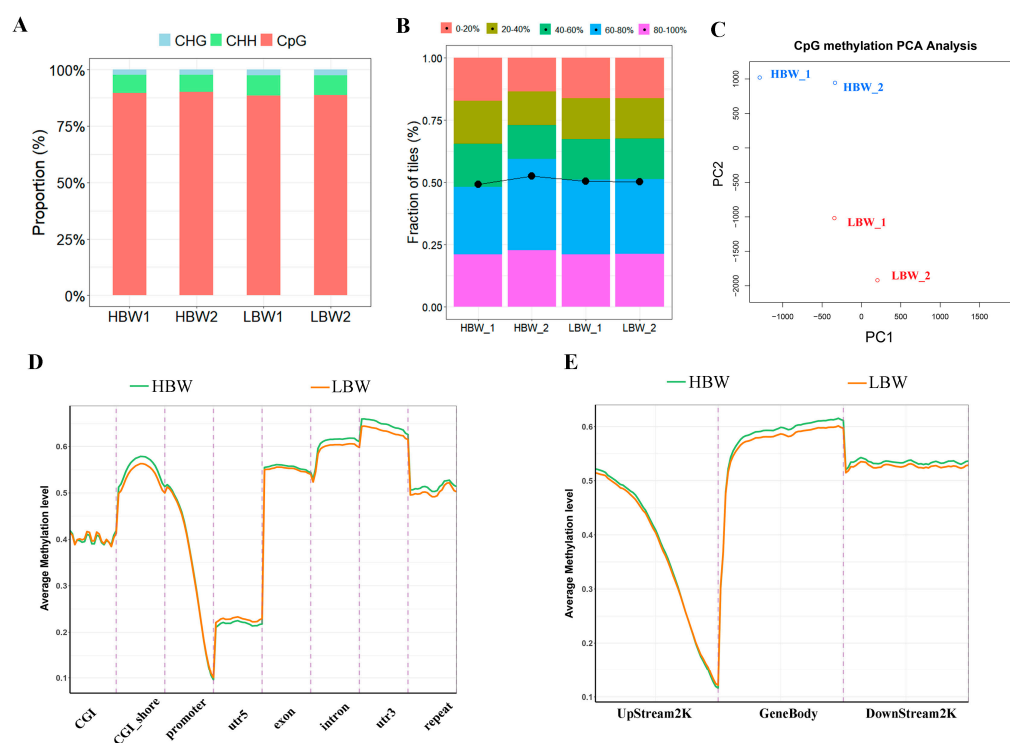 A
CHG CHH CpG
100%
75%
50%
25%
0%
Proportion (%)
HBW1 HBW2 LBW1 LBW2
B
0-20% 20-40% 40-60% 60-80% 80-100%
1.00
0.75
0.50
0.25
0.00
Fraction of tiles (%)
HBW_1 HBW_2 LBW_1 LBW_2
C
CpG methylation PCA Analysis
HBW_1
HBW_2
LBW_1
LBW_2
1000
500
0
-500
-1000
-1500
-2000
PC2
-1000 -500 0 500 1000 1500
PC1
D
HBW LBW
0.6
0.5
0.4
0.3
0.2
0.1
Average Methylation level
CGI CGI_shore promoter utr5 exon intron utr3 repeat
E
HBW LBW
0.6
0.5
0.4
0.3
0.2
0.1
Average Methylation level
UpStream2K GeneBody DownStream2K